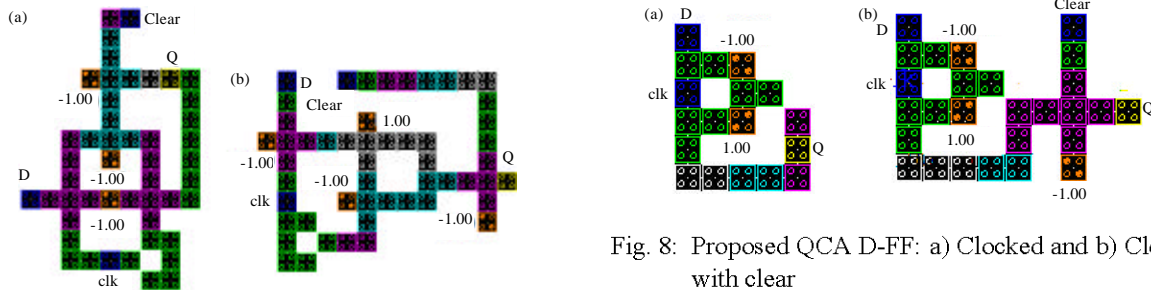 (a)
Clear
Q
-1.00
-1.00
D
-1.00
clk
(b)
D
Clear
1.00
-1.00
-1.00
Q
clk
-1.00
(a)
D
-1.00
clk
1.00
Q
(b)
Clear
D
-1.00
clk
Q
1.00
-1.00
Fig. 8: Proposed QCA D-FF: a) Clocked and b) Cl
with clear